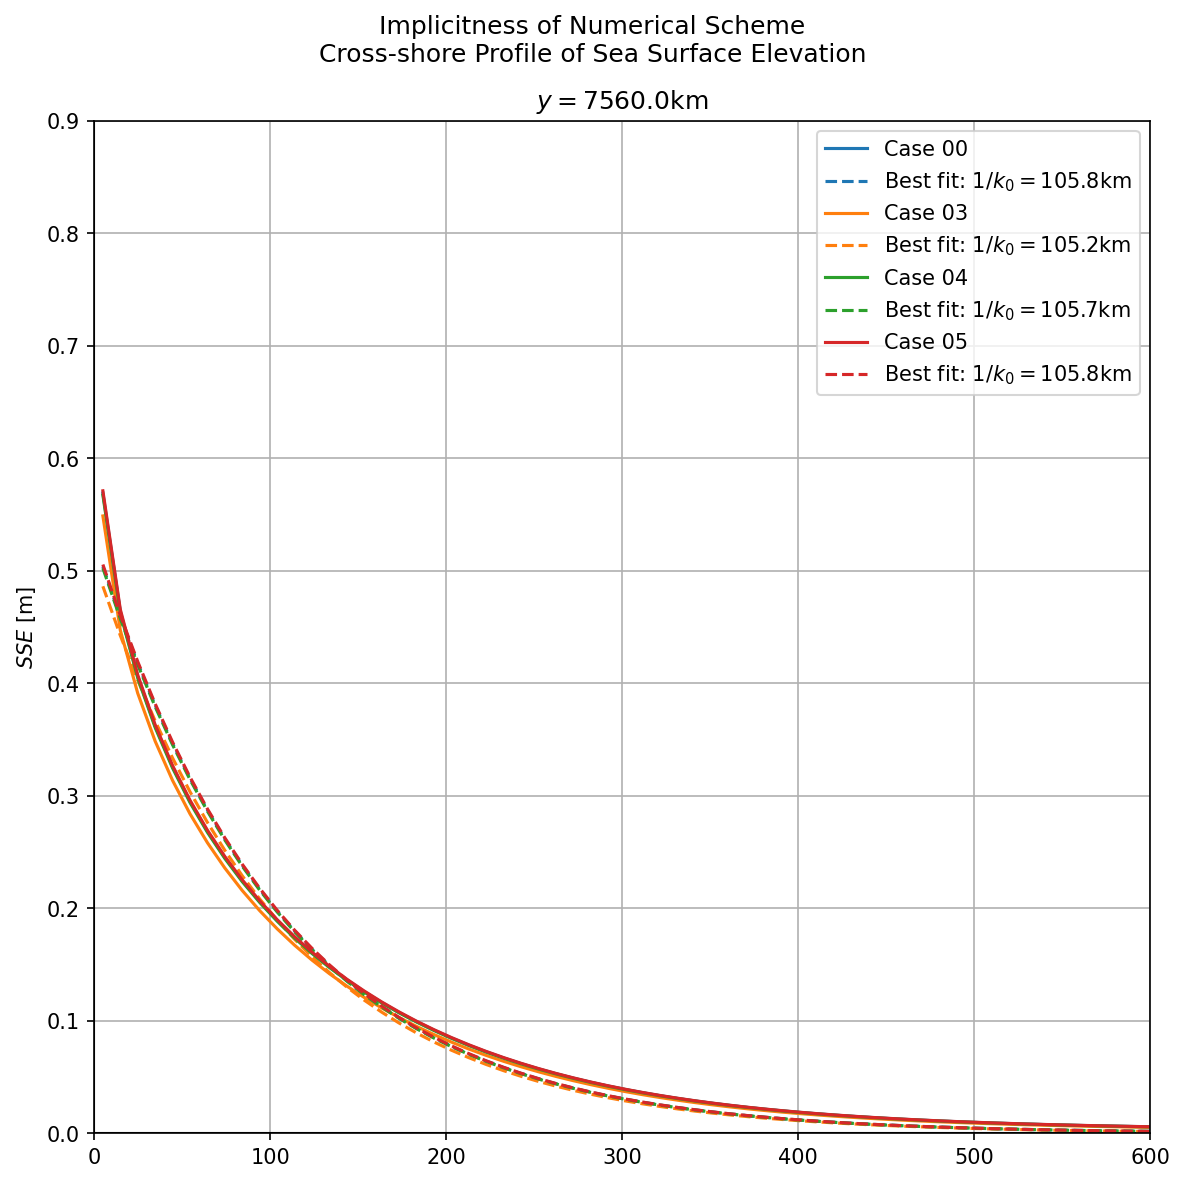 Implicitness of Numerical Scheme
Cross-shore Profile of Sea Surface Elevation
y = 7560.0km
0.9
0.8
0.7
0.6
0.5
0.4
0.3
0.2
0.1
0.0
SSE [m]
Case 00
Best fit: 1/k₀ = 105.8km
Case 03
Best fit: 1/k₀ = 105.2km
Case 04
Best fit: 1/k₀ = 105.7km
Case 05
Best fit: 1/k₀ = 105.8km
0 100 200 300 400 500 600